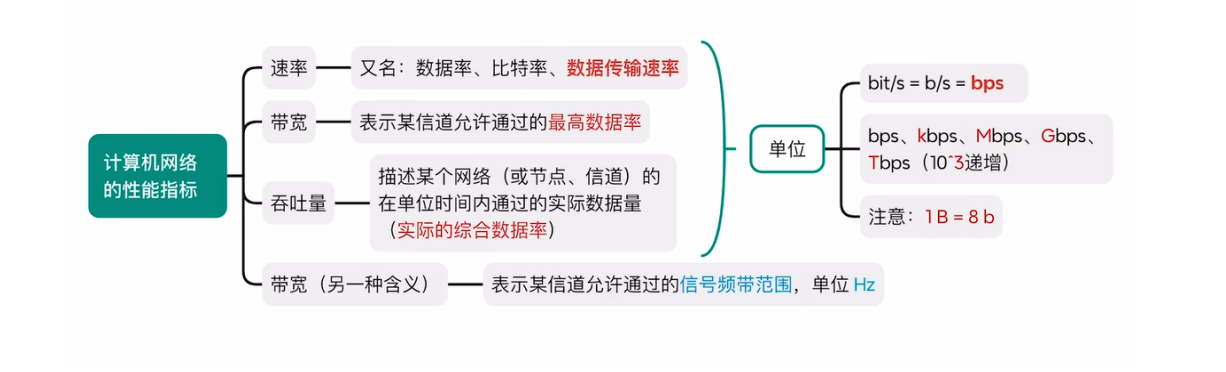 计算机网络
的性能指标
速率
又名：数据率、比特率、数据传输速率
带宽
表示某信道允许通过的最高数据率
吞吐量
描述某个网络（或节点、信道）的
在单位时间内通过的实际数据量
（实际的综合数据率）
带宽（另一种含义）
表示某信道允许通过的信号频带范围，单位 Hz
单位
bit/s = b/s = bps
bps、kbps、Mbps、Gbps、
Tbps（10^3递增）
注意：1 B = 8 b